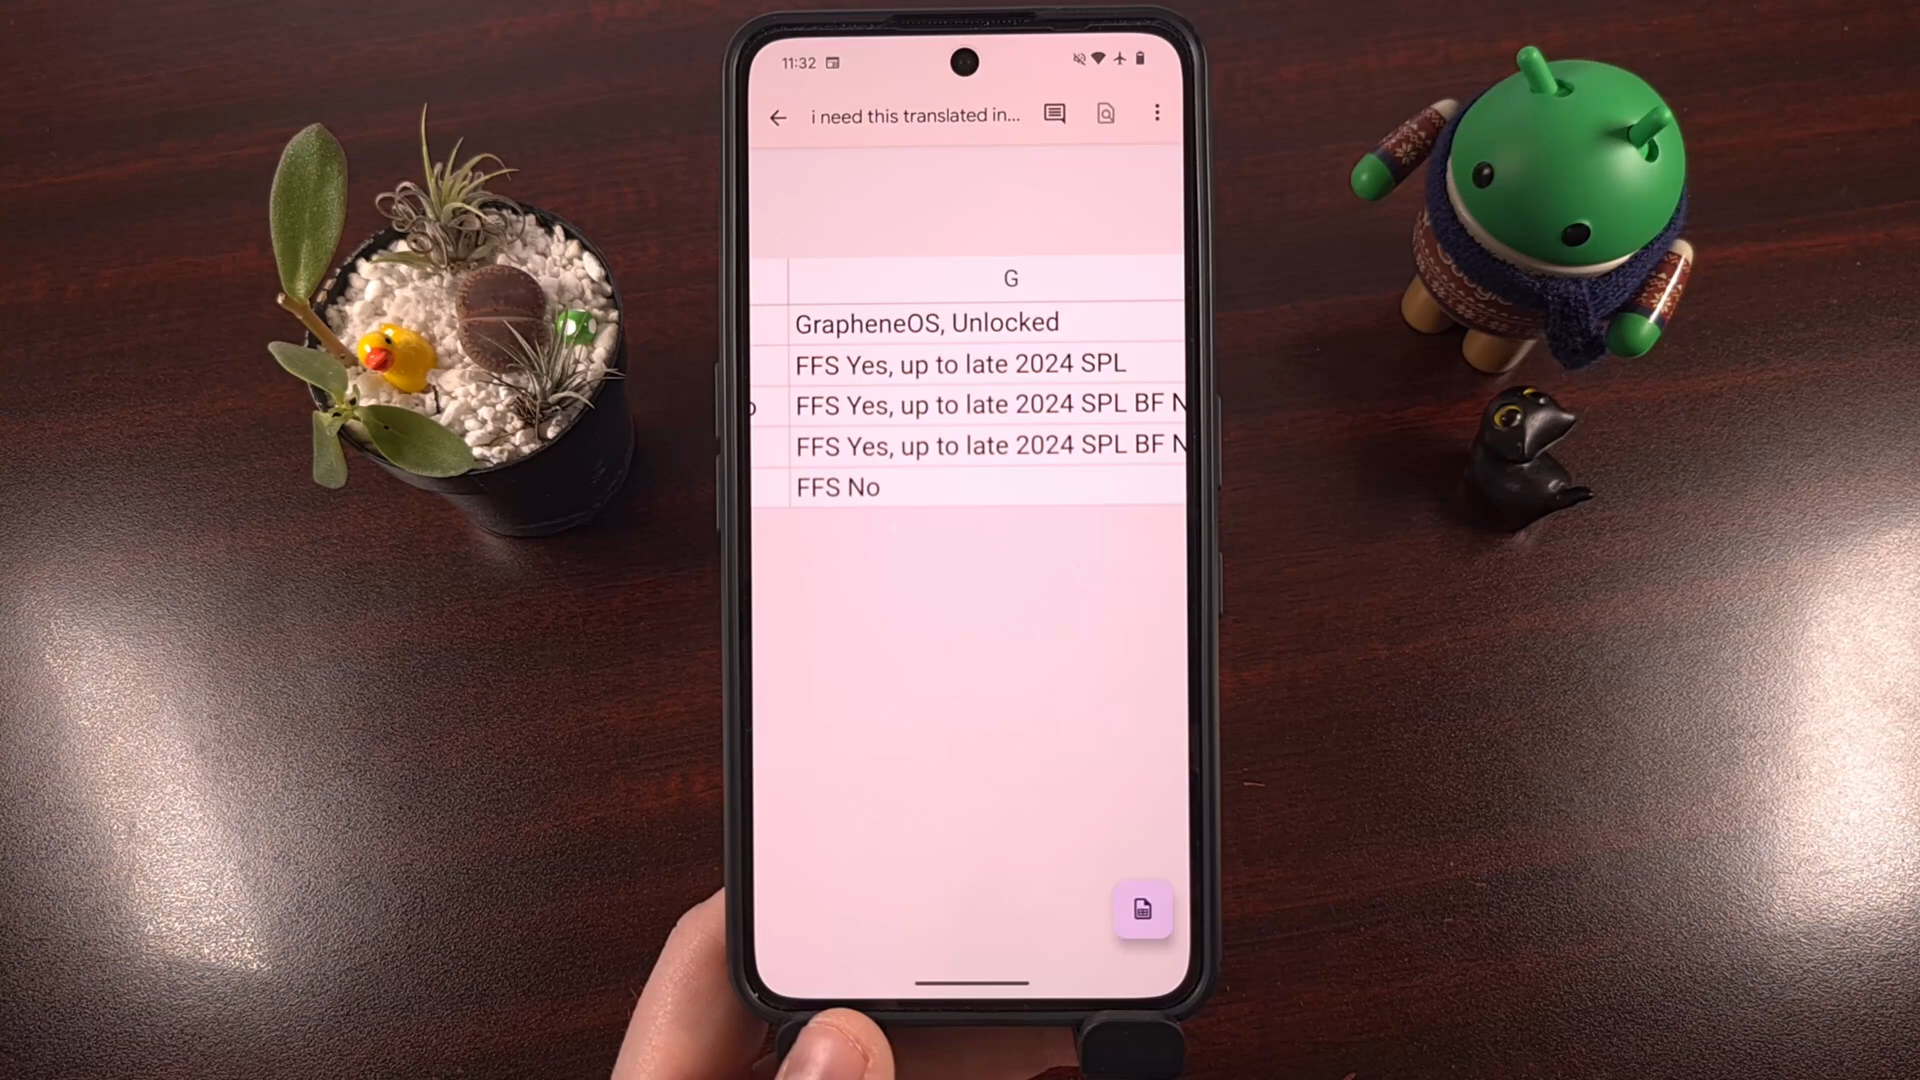 11:32
i need this translated in...
G
GrapheneOS, Unlocked
FFS Yes, up to late 2024 SPL
FFS Yes, up to late 2024 SPL BF N
FFS Yes, up to late 2024 SPL BF N
FFS No